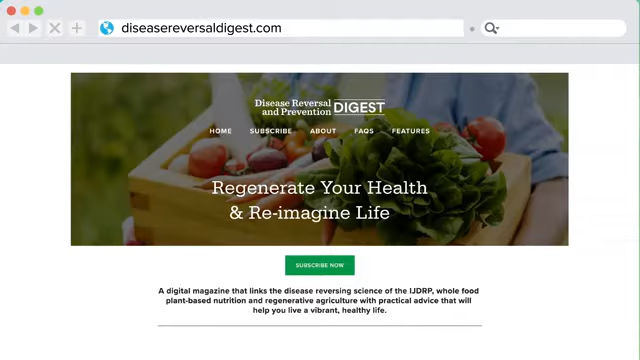 diseasereversaldigest.com
Disease Reversal
and Prevention DIGEST
HOME SUBSCRIBE ABOUT FAQS FEATURES
Regenerate Your Health
& Re-imagine Life
SUBSCRIBE NOW
A digital magazine that links the disease reversing science of the IJDRP, whole food
plant-based nutrition and regenerative agriculture with practical advice that will
help you live a vibrant, healthy life.